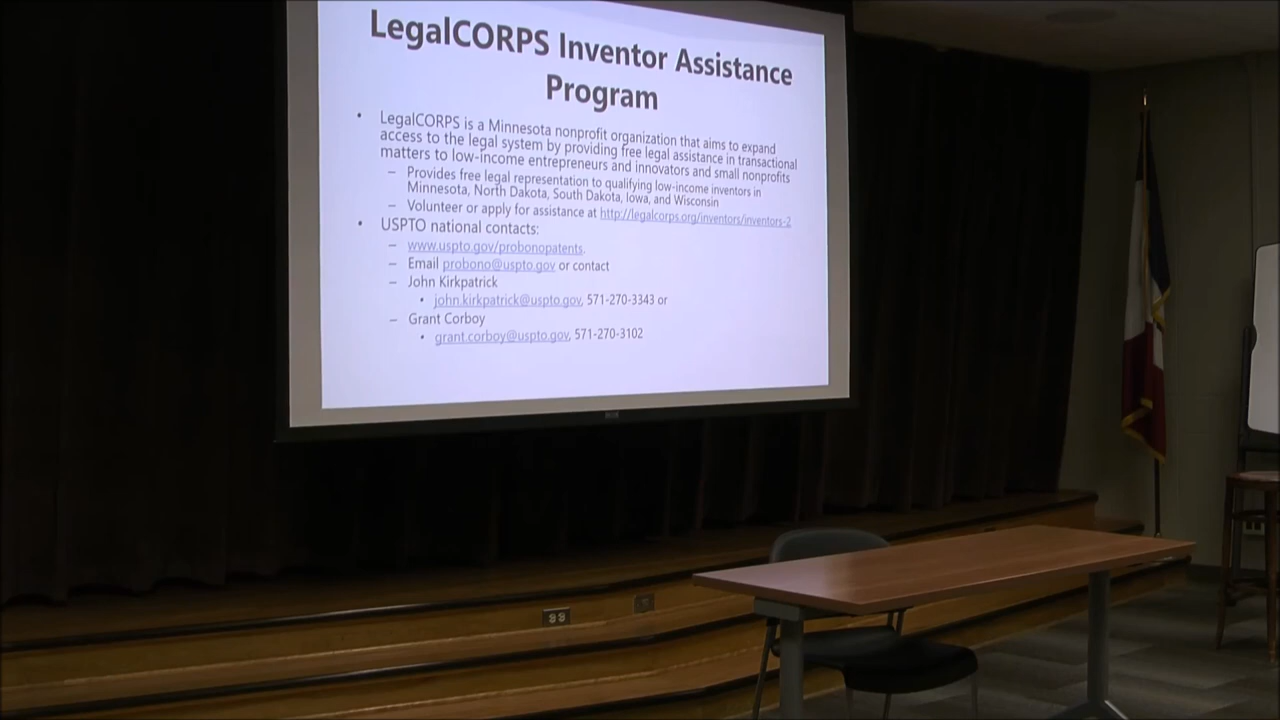 LegalCORPS Inventor Assistance
Program
• LegalCORPS is a Minnesota nonprofit organization that aims to expand
access to the legal system by providing free legal assistance in transactional
matters to low-income entrepreneurs and innovators and small nonprofits
– Provides free legal representation to qualifying low-income inventors in
Minnesota, North Dakota, South Dakota, Iowa, and Wisconsin
– Volunteer or apply for assistance at http://legalcorps.org/inventors/inventors-2
• USPTO national contacts:
– www.uspto.gov/probonopatents.
– Email probono@uspto.gov or contact
– John Kirkpatrick
• john.kirkpatrick@uspto.gov, 571-270-3343 or
– Grant Corboy
• grant.corboy@uspto.gov, 571-270-3102